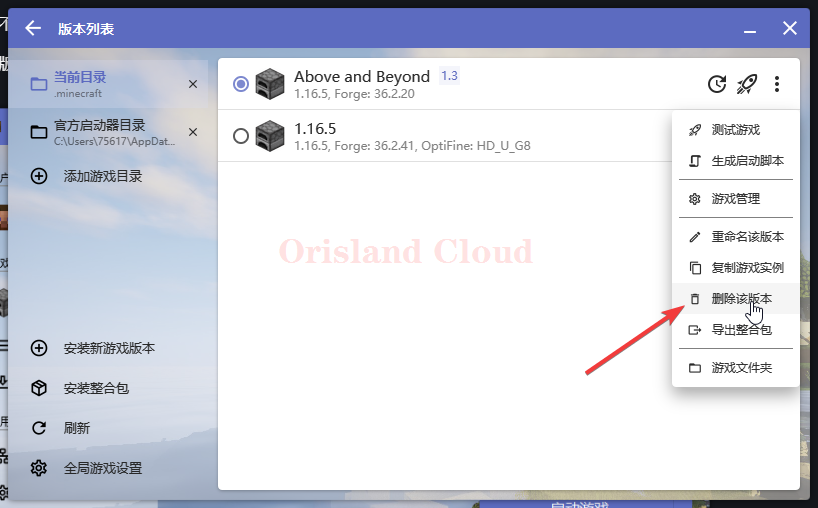 版本列表
当前目录
.minecraft
官方启动器目录
C:\Users\75617\AppDat...
添加游戏目录
安装新游戏版本
安装整合包
刷新
全局游戏设置
Above and Beyond 1.3
1.16.5, Forge: 36.2.20
1.16.5
1.16.5, Forge: 36.2.41, OptiFine: HD_U_G8
Orisland Cloud
测试游戏
生成启动脚本
游戏管理
重命名该版本
复制游戏实例
删除该版本
导出整合包
游戏文件夹